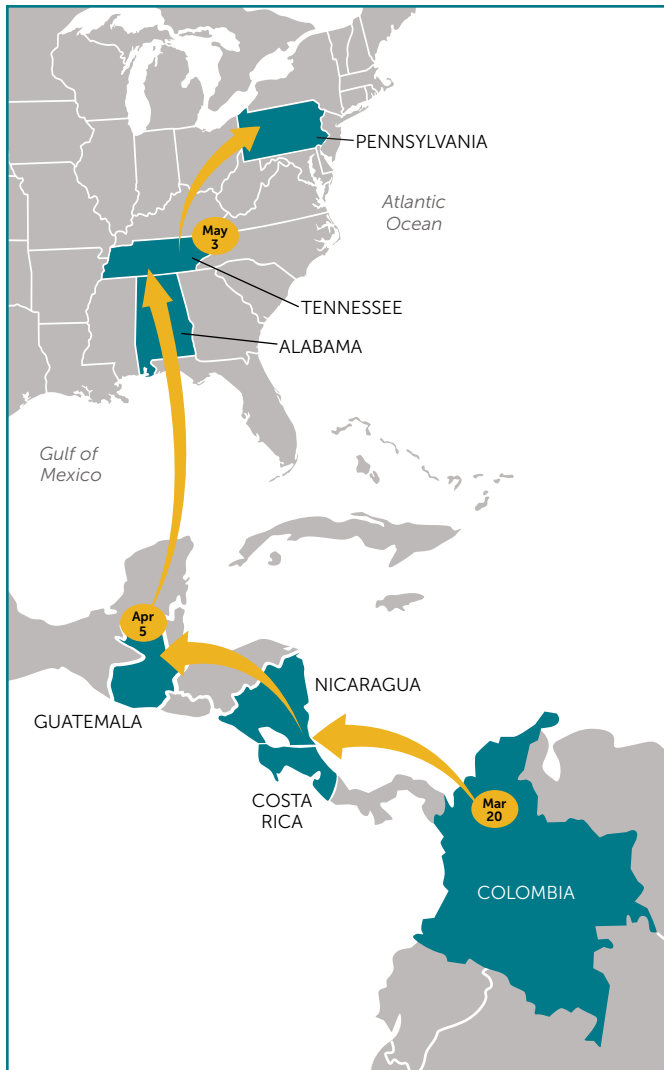 PENNSYLVANIA
Atlantic
Ocean
May
3
TENNESSEE
ALABAMA
Gulf of
Mexico
Apr
5
NICARAGUA
GUATEMALA
COSTA
RICA
Mar
20
COLOMBIA